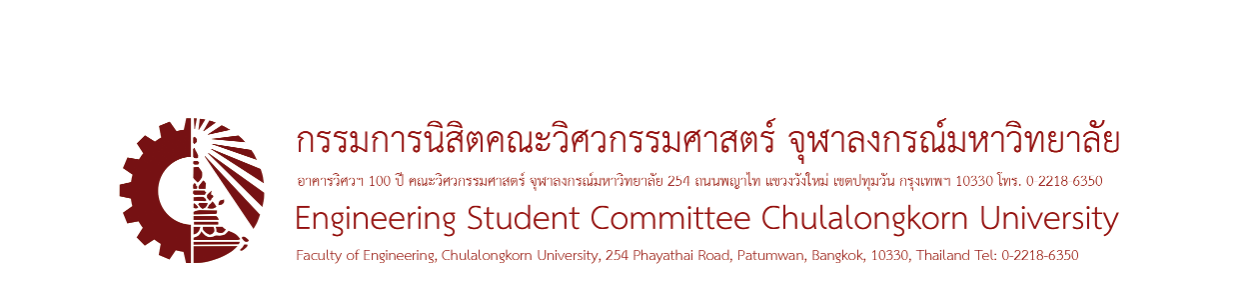 กรรมการนิสิตคณะวิศวกรรมศาสตร์ จุฬาลงกรณ์มหาวิทยาลัย
อาคารวิศวฯ 100 ปี คณะวิศวกรรมศาสตร์ จุฬาลงกรณ์มหาวิทยาลัย 254 ถนนพญาไท แขวงวังใหม่ เขตปทุมวัน กรุงเทพฯ 10330 โทร. 0-2218-6350
Engineering Student Committee Chulalongkorn University
Faculty of Engineering, Chulalongkorn University, 254 Phayathai Road, Patumwan, Bangkok, 10330, Thailand Tel: 0-2218-6350